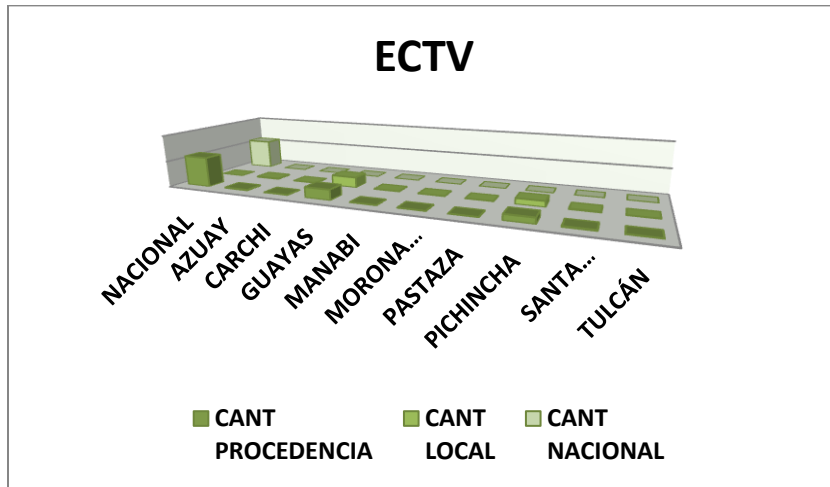 ECTV
NACIONAL
AZUAY
CARCHI
GUAYAS
MANABI
MORONA...
PASTAZA
PICHINCHA
SANTA...
TULCÁN
CANT PROCEDENCIA
CANT LOCAL
CANT NACIONAL